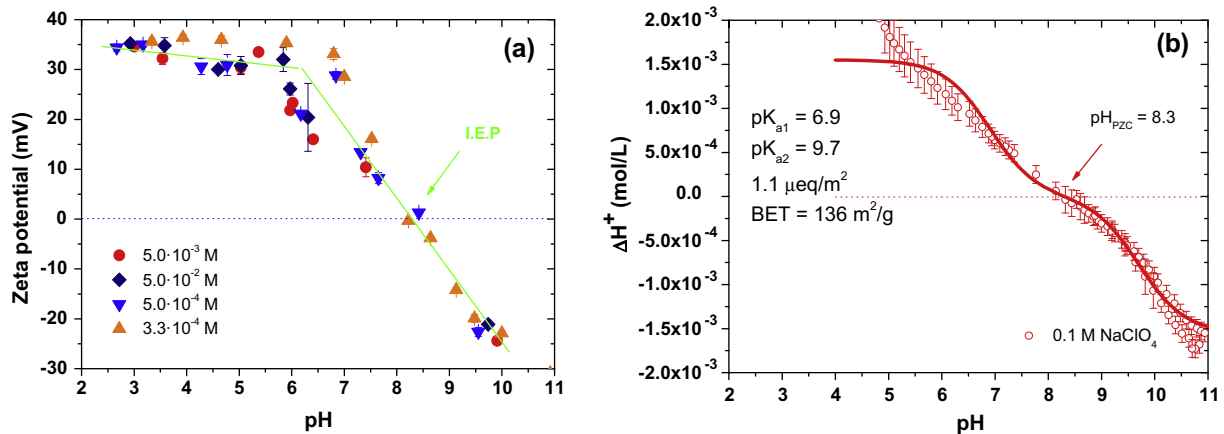 (a)
Zeta potential (mV)
40
30
20
10
0
-10
-20
-30
I.E.P
5.0·10⁻³ M
5.0·10⁻² M
5.0·10⁻⁴ M
3.3·10⁻⁴ M
2 3 4 5 6 7 8 9 10 11
pH
(b)
ΔH⁺ (mol/L)
2.0x10⁻³
1.5x10⁻³
1.0x10⁻³
5.0x10⁻⁴
0.0
-5.0x10⁻⁴
-1.0x10⁻³
-1.5x10⁻³
-2.0x10⁻³
pKₐ₁ = 6.9
pKₐ₂ = 9.7
1.1 μeq/m²
BET = 136 m²/g
pH_PZC = 8.3
0.1 M NaClO₄
2 3 4 5 6 7 8 9 10 11
pH